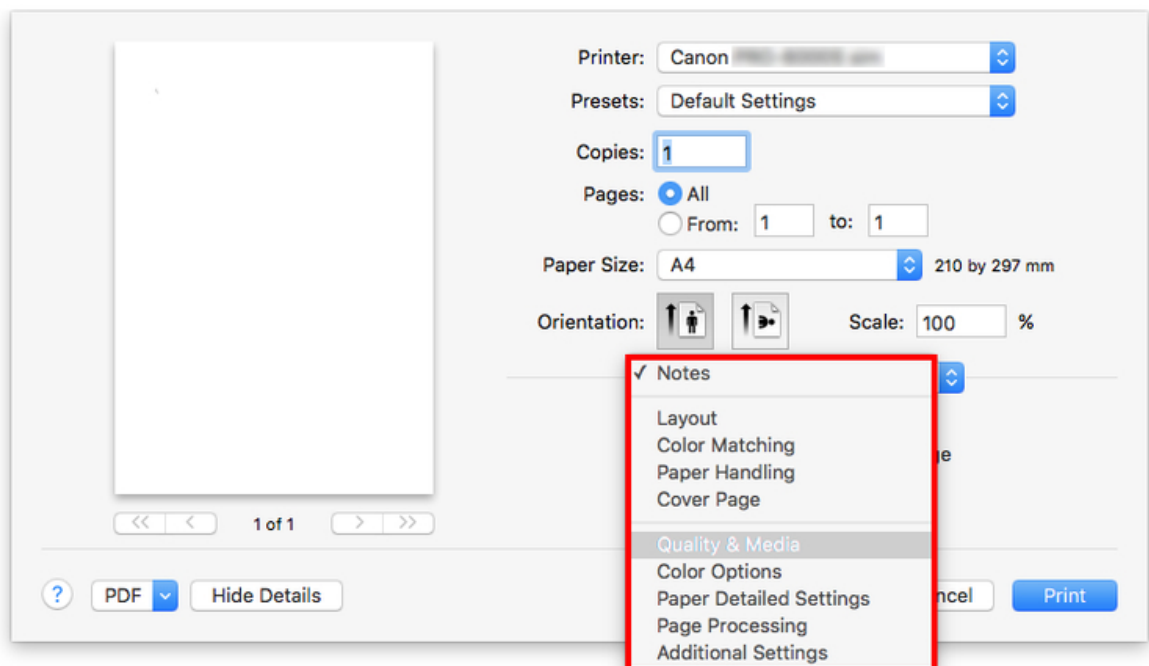 Printer: Canon
Presets: Default Settings
Copies: 1
Pages: All
From: 1 to: 1
Paper Size: A4 210 by 297 mm
Orientation: Scale: 100 %
✓ Notes
Layout
Color Matching
Paper Handling
Cover Page
Quality & Media
Color Options
Paper Detailed Settings
Page Processing
Additional Settings
1 of 1
? PDF Hide Details ncel Print